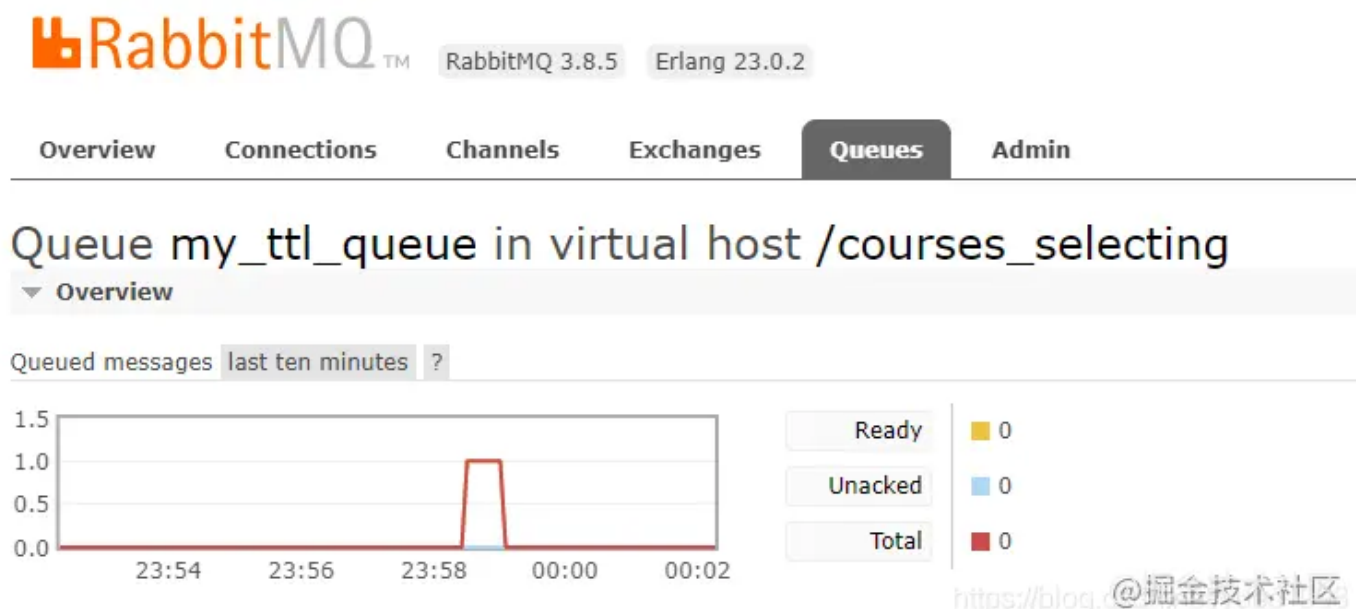 RabbitMQ™ RabbitMQ 3.8.5 Erlang 23.0.2
Overview Connections Channels Exchanges Queues Admin
Queue my_ttl_queue in virtual host /courses_selecting
Overview
Queued messages last ten minutes ?
1.5
1.0
0.5
0.0
23:54 23:56 23:58 00:00 00:02
Ready 0
Unacked 0
Total 0
@掘金技术社区
https://blog.